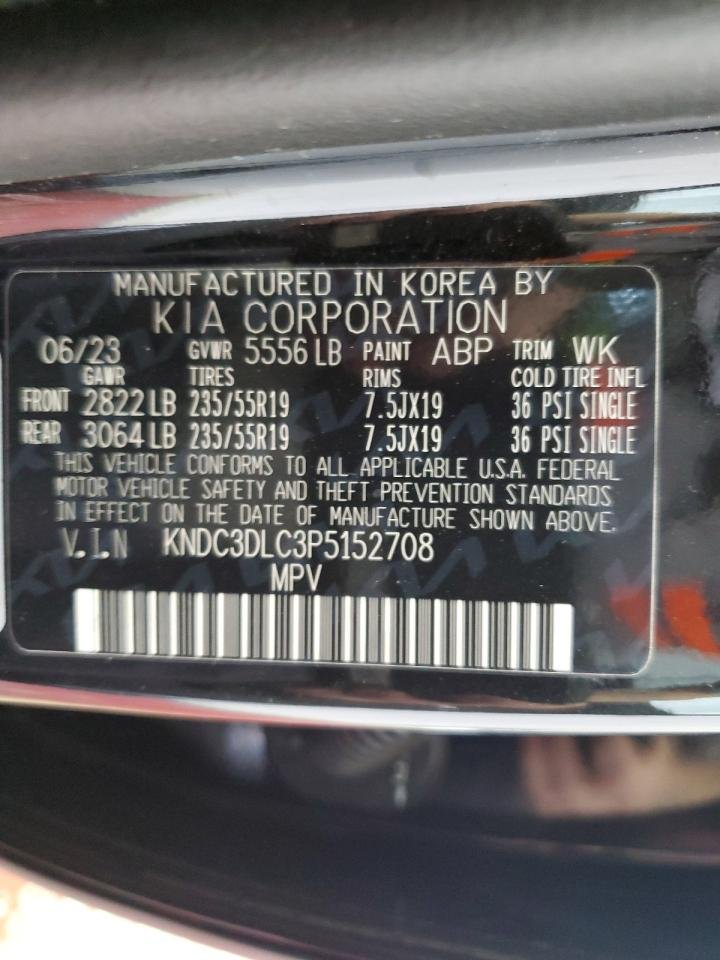 MANUFACTURED IN KOREA BY
KIA CORPORATION
06/23 GVWR 5556 LB PAINT ABP TRIM WK
GAWR TIRES RIMS COLD TIRE INFL
FRONT 2822 LB 235/55R19 7.5JX19 36 PSI SINGLE
REAR 3064 LB 235/55R19 7.5JX19 36 PSI SINGLE
THIS VEHICLE CONFORMS TO ALL APPLICABLE U.S.A. FEDERAL
MOTOR VEHICLE SAFETY AND THEFT PREVENTION STANDARDS
IN EFFECT ON THE DATE OF MANUFACTURE SHOWN ABOVE.
V.I.N KNDC3DLC3P5152708
MPV